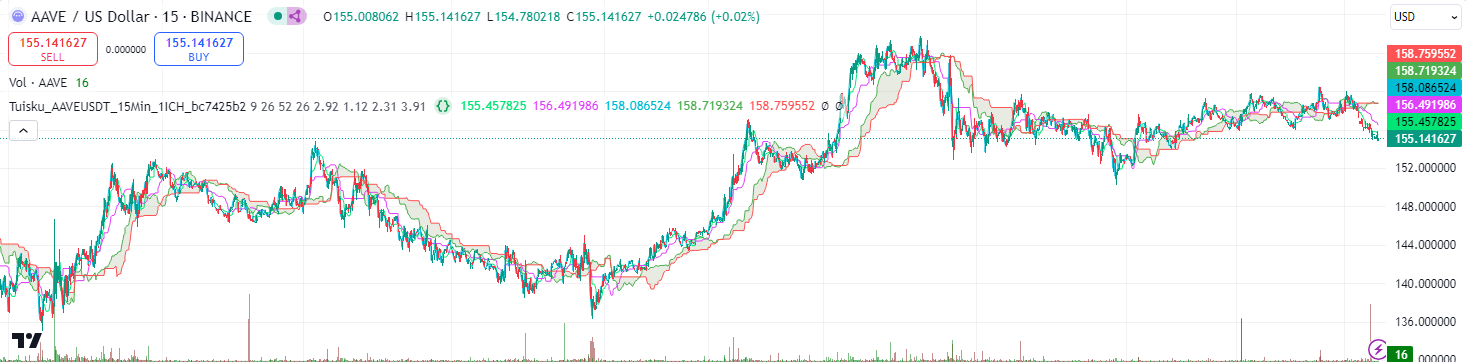 AAVE / US Dollar · 15 · BINANCE O155.008062 H155.141627 L154.780218 C155.141627 +0.024786 (+0.02%)
USD
155.141627 SELL
0.000000
155.141627 BUY
Vol · AAVE 16
Tuisku_AAVEUSDT_15Min_1ICH_bc7425b2 9 26 52 26 2.92 1.12 2.31 3.91 155.457825 156.491986 158.086524 158.719324 158.759552 ∅ ∅
158.759552
158.719324
158.086524
156.491986
155.457825
155.141627
152.000000
148.000000
144.000000
140.000000
136.000000
16